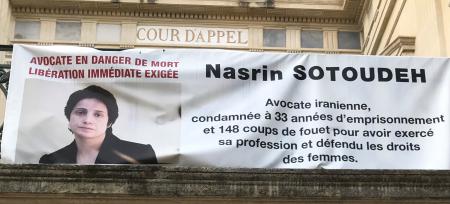 COUR D'APPEL
AVOCATE EN DANGER DE MORT
LIBÉRATION IMMÉDIATE EXIGÉE
Nasrin SOTOUDEH
Avocate iranienne,
condamnée à 33 années d'emprisonnement
et 148 coups de fouet pour avoir exercé
sa profession et défendu les droits
des femmes.